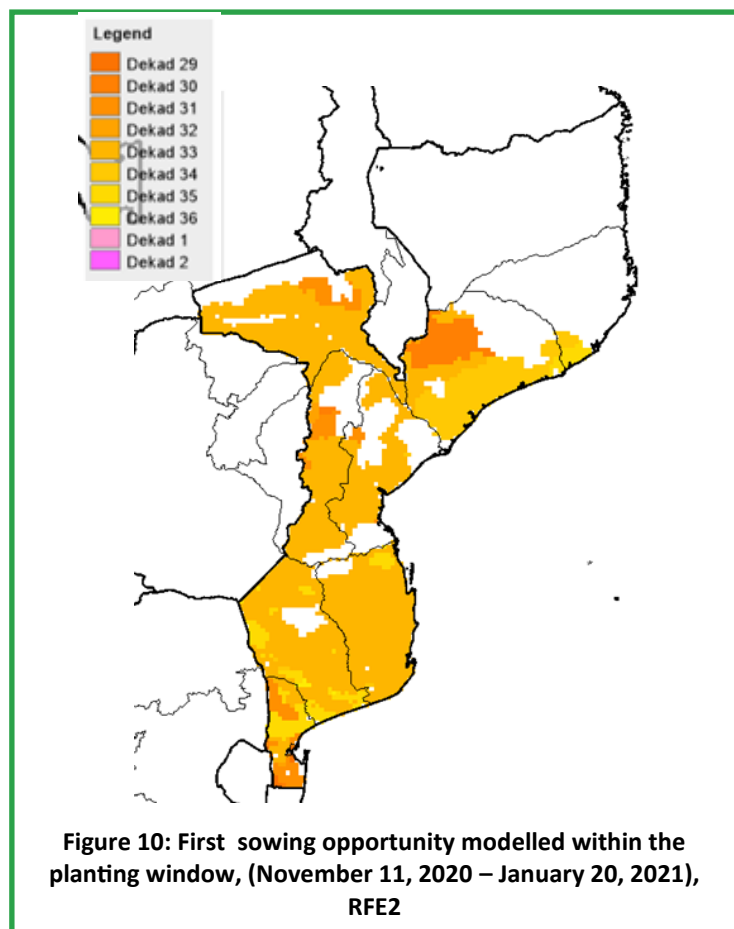 Legend
Dekad 29
Dekad 30
Dekad 31
Dekad 32
Dekad 33
Dekad 34
Dekad 35
Dekad 36
Dekad 1
Dekad 2
Figure 10: First sowing opportunity modelled within the
planting window, (November 11, 2020 – January 20, 2021),
RFE2